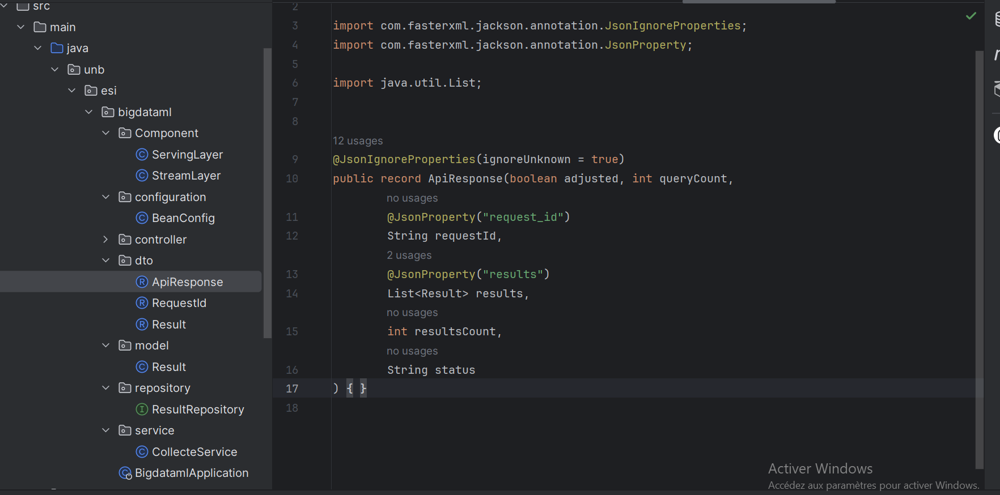 src
main
java
unb
esi
bigdataml
Component
ServingLayer
StreamLayer
configuration
BeanConfig
controller
dto
ApiResponse
RequestId
Result
model
Result
repository
ResultRepository
service
CollecteService
BigdatamlApplication
2
3 import com.fasterxml.jackson.annotation.JsonIgnoreProperties;
4 import com.fasterxml.jackson.annotation.JsonProperty;
5
6 import java.util.List;
7
8
12 usages
9 @JsonIgnoreProperties(ignoreUnknown = true)
10 public record ApiResponse(boolean adjusted, int queryCount,
no usages
11 @JsonProperty("request_id")
12 String requestId,
2 usages
13 @JsonProperty("results")
14 List<Result> results,
no usages
15 int resultsCount,
no usages
16 String status
17 ) { }
18
Activer Windows
Accédez aux paramètres pour activer Windows.